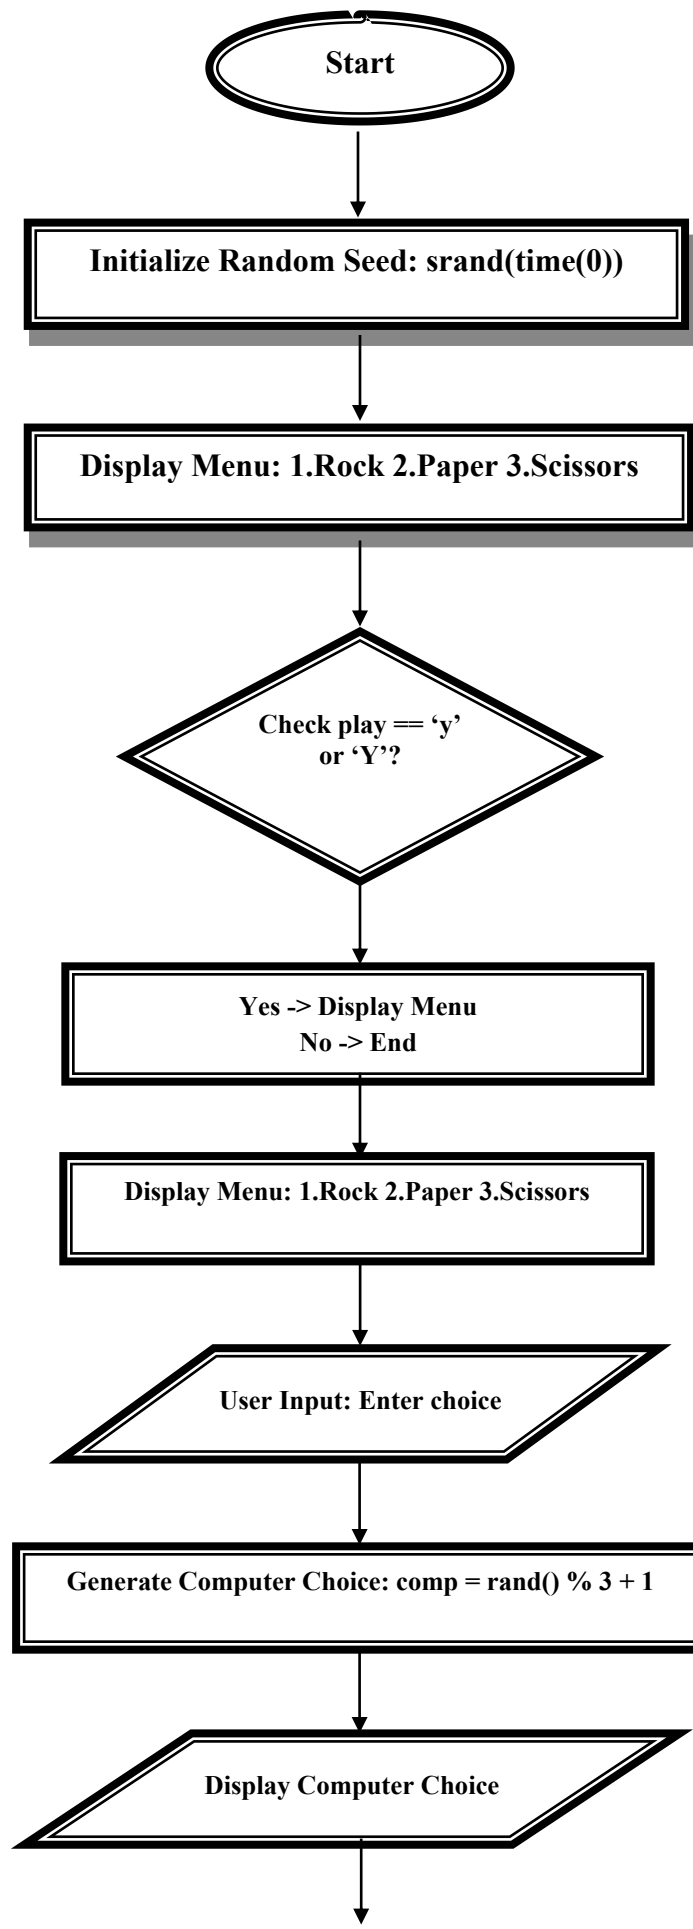 Start
Initialize Random Seed: srand(time(0))
Display Menu: 1.Rock 2.Paper 3.Scissors
Check play == ‘y’
or ‘Y’?
Yes -> Display Menu
No -> End
Display Menu: 1.Rock 2.Paper 3.Scissors
User Input: Enter choice
Generate Computer Choice: comp = rand() % 3 + 1
Display Computer Choice